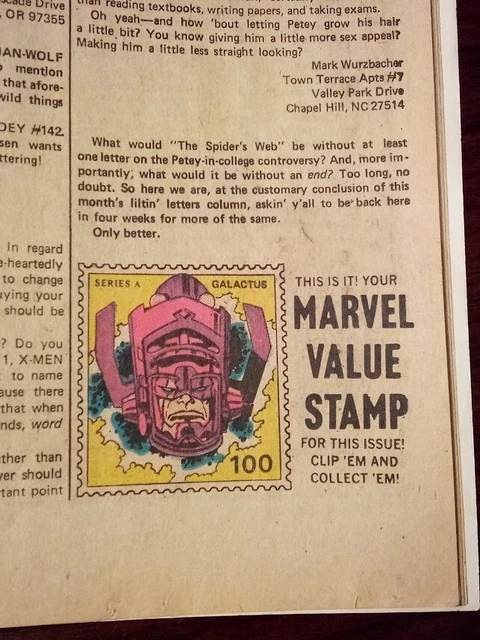 scade Drive
OR 97355
AN-WOLF
mention
that afore-
wild things
DEY #142.
sen wants
ttering!
In regard
e-heartedly
to change
uying your
should be
? Do you
1, X-MEN
to name
ause there
that when
nds, word
ther than
ver should
tant point
than reading textbooks, writing papers, and taking exams.
Oh yeah—and how 'bout letting Petey grow his hair
a little bit? You know giving him a little more sex appeal?
Making him a little less straight looking?
Mark Wurzbacher
Town Terrace Apts #7
Valley Park Drive
Chapel Hill, NC 27514
What would "The Spider's Web" be without at least
one letter on the Petey-in-college controversy? And, more im-
portantly, what would it be without an end? Too long, no
doubt. So here we are, at the customary conclusion of this
month's liltin' letters column, askin' y'all to be back here
in four weeks for more of the same.
Only better.
SERIES A GALACTUS
100
THIS IS IT! YOUR
MARVEL
VALUE
STAMP
FOR THIS ISSUE!
CLIP 'EM AND
COLLECT 'EM!